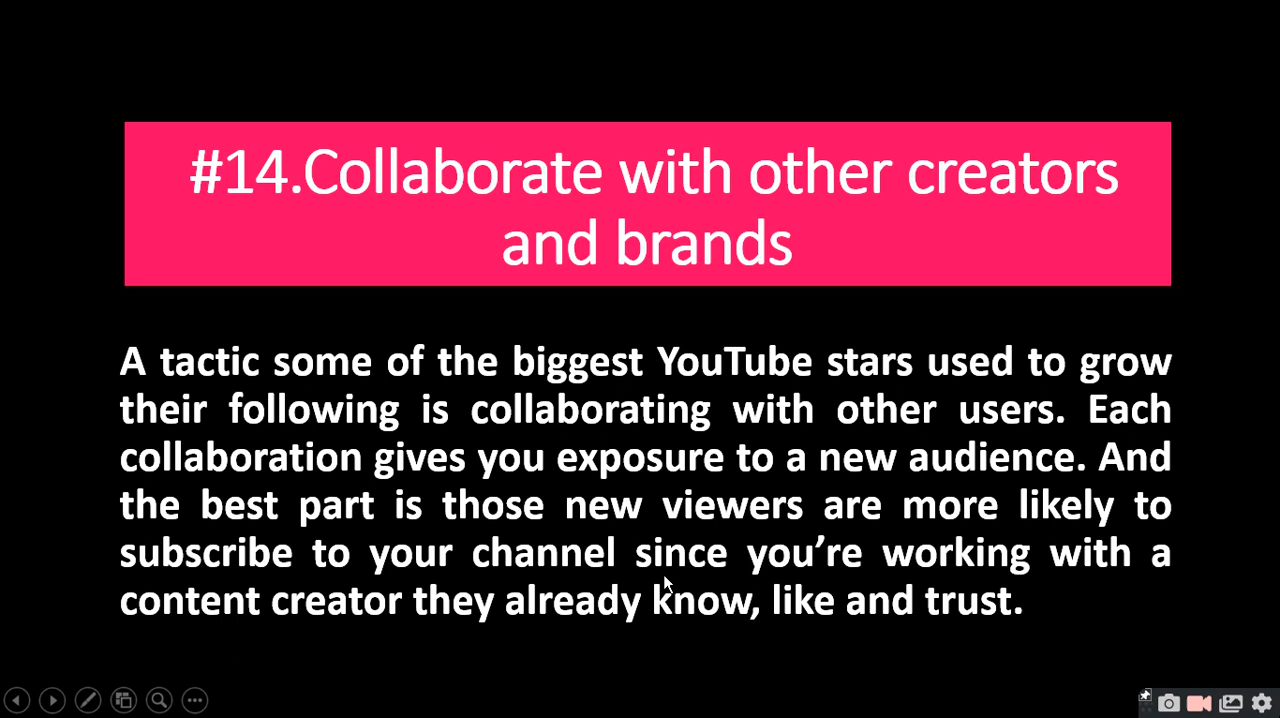 #14.Collaborate with other creators
and brands
A tactic some of the biggest YouTube stars used to grow
their following is collaborating with other users. Each
collaboration gives you exposure to a new audience. And
the best part is those new viewers are more likely to
subscribe to your channel since you’re working with a
content creator they already know, like and trust.